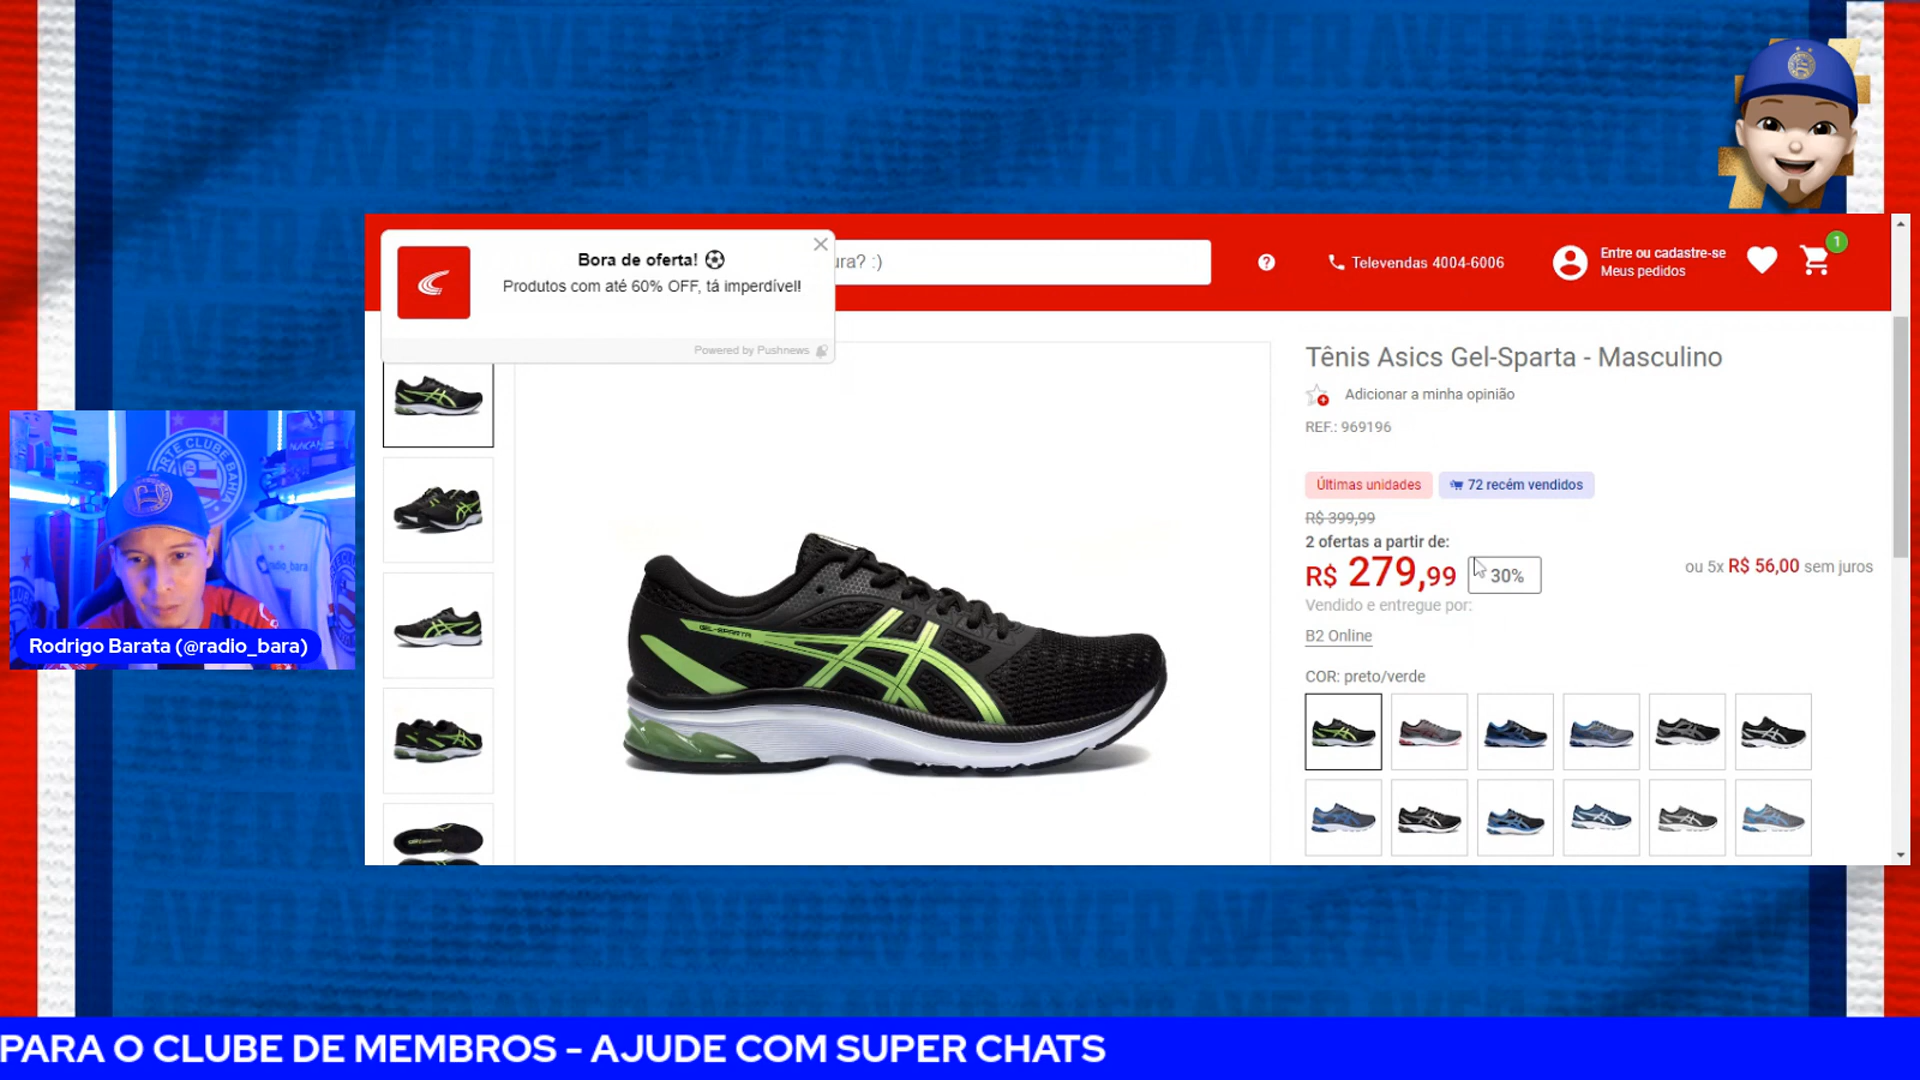 Bora de oferta!
Produtos com até 60% OFF, tá imperdível!
Powered by Pushnews
ura? :)
Televendas 4004-6006
Entre ou cadastre-se
Meus pedidos
1
Tênis Asics Gel-Sparta - Masculino
Adicionar a minha opinião
REF.: 969196
Últimas unidades
72 recém vendidos
R$ 399,99
2 ofertas a partir de:
R$ 279,99
30%
ou 5x R$ 56,00 sem juros
Vendido e entregue por:
B2 Online
COR: preto/verde
GEL-SPARTA
Rodrigo Barata (@radio_bara)
PARA O CLUBE DE MEMBROS - AJUDE COM SUPER CHATS